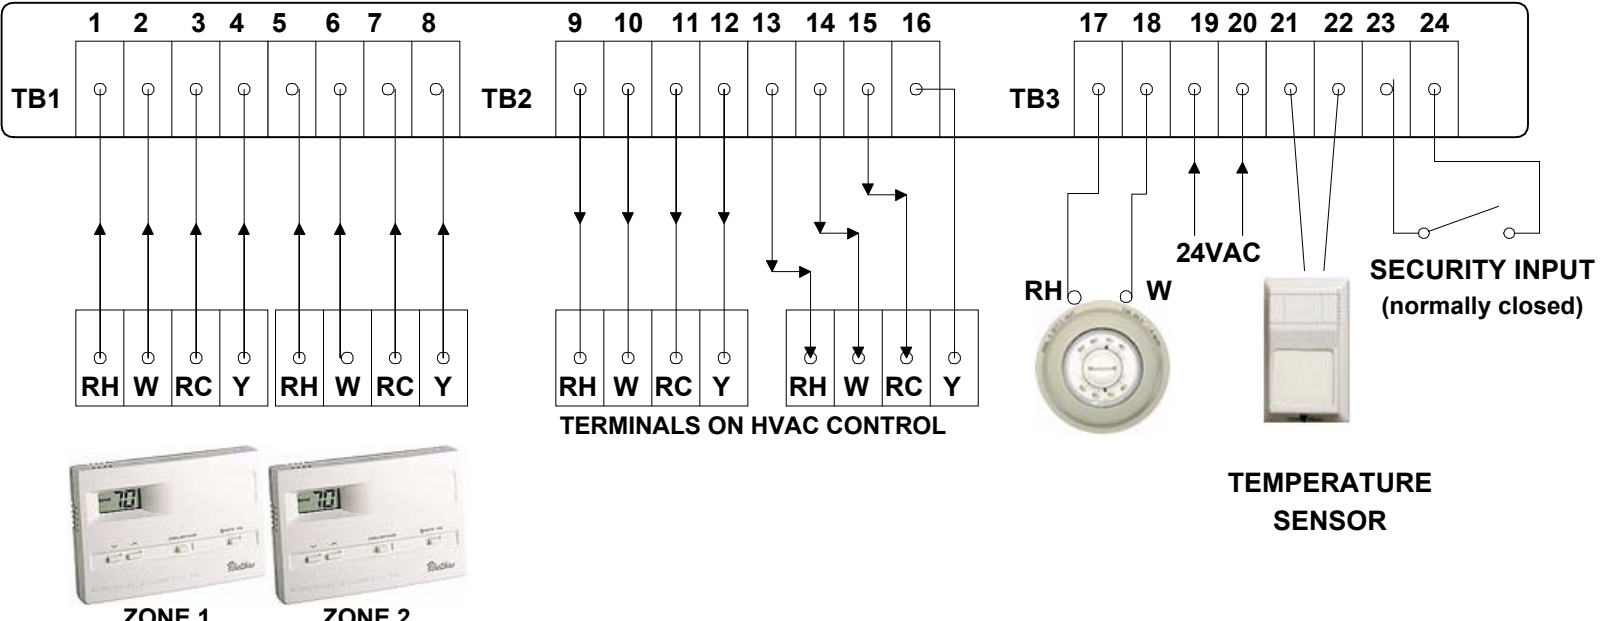 1 2 3 4 5 6 7 8 9 10 11 12 13 14 15 16 17 18 19 20 21 22 23 24
TB1 TB2 TB3
24VAC
SECURITY INPUT
(normally closed)
RH W
RH W RC Y RH W RC Y RH W RC Y RH W RC Y
TERMINALS ON HVAC CONTROL
TEMPERATURE
SENSOR
70 70
ZONE 1 ZONE 2